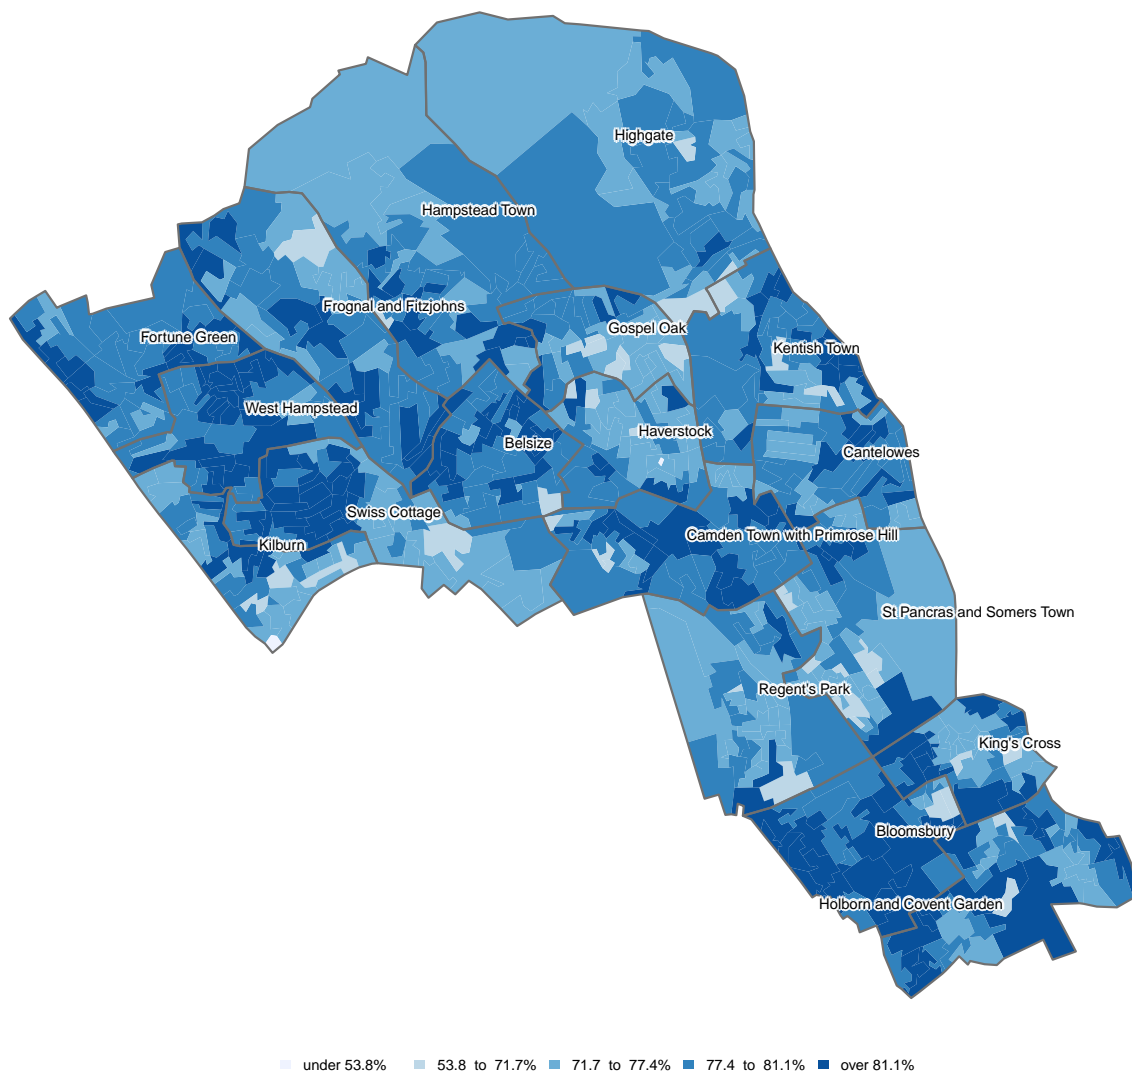 Highgate
Hampstead Town
Frognal and Fitzjohns
Gospel Oak
Fortune Green
Kentish Town
West Hampstead
Haverstock
Belsize
Cantelowes
Swiss Cottage
Camden Town with Primrose Hill
Kilburn
St Pancras and Somers Town
Regent's Park
King's Cross
Bloomsbury
Holborn and Covent Garden
under 53.8% 53.8 to 71.7% 71.7 to 77.4% 77.4 to 81.1% over 81.1%